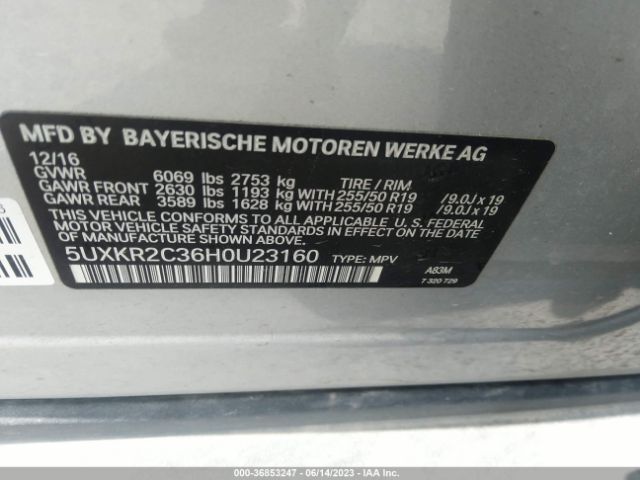 MFD BY BAYERISCHE MOTOREN WERKE AG
12/16
GVWR 6069 lbs 2753 kg TIRE / RIM
GAWR FRONT 2630 lbs 1193 kg WITH 255/50 R19 /9.0J x 19
GAWR REAR 3589 lbs 1628 kg WITH 255/50 R19 /9.0J x 19
THIS VEHICLE CONFORMS TO ALL APPLICABLE U. S. FEDERAL
MOTOR VEHICLE SAFETY STANDARDS IN EFFECT ON THE DATE
OF MANUFACTURE SHOWN ABOVE.
5UXKR2C36H0U23160 TYPE: MPV
A83M
7 320 729
000-36853247 - 06/14/2023 - IAA Inc.